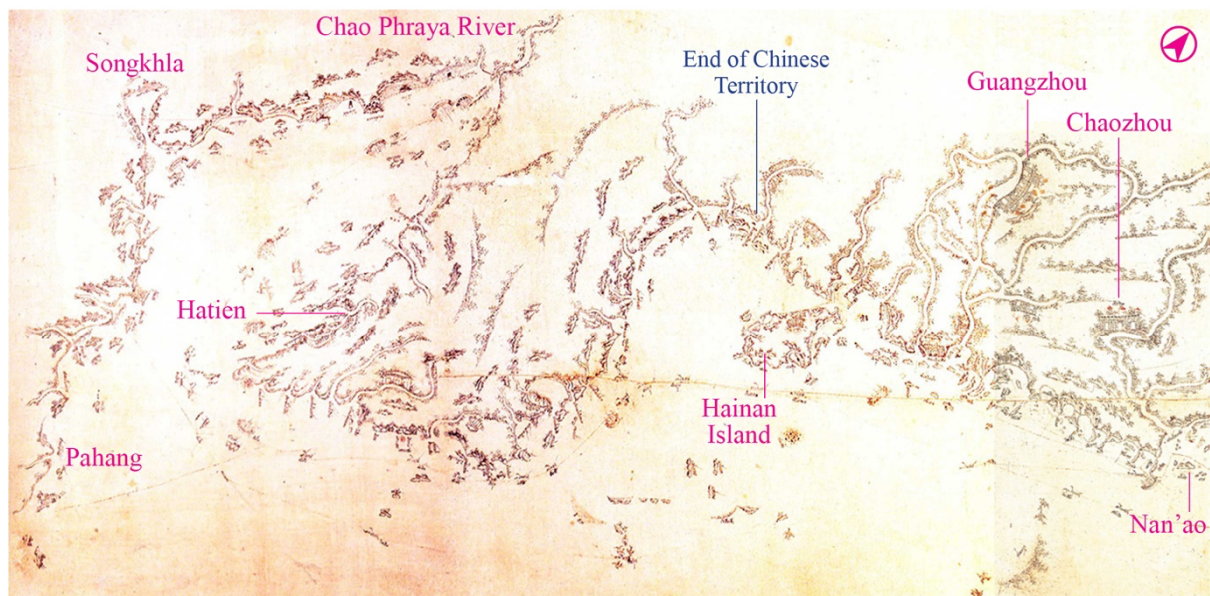 Chao Phraya River
Songkhla
End of Chinese
Territory
Guangzhou
Chaozhou
Hatien
Hainan
Island
Pahang
Nan'ao